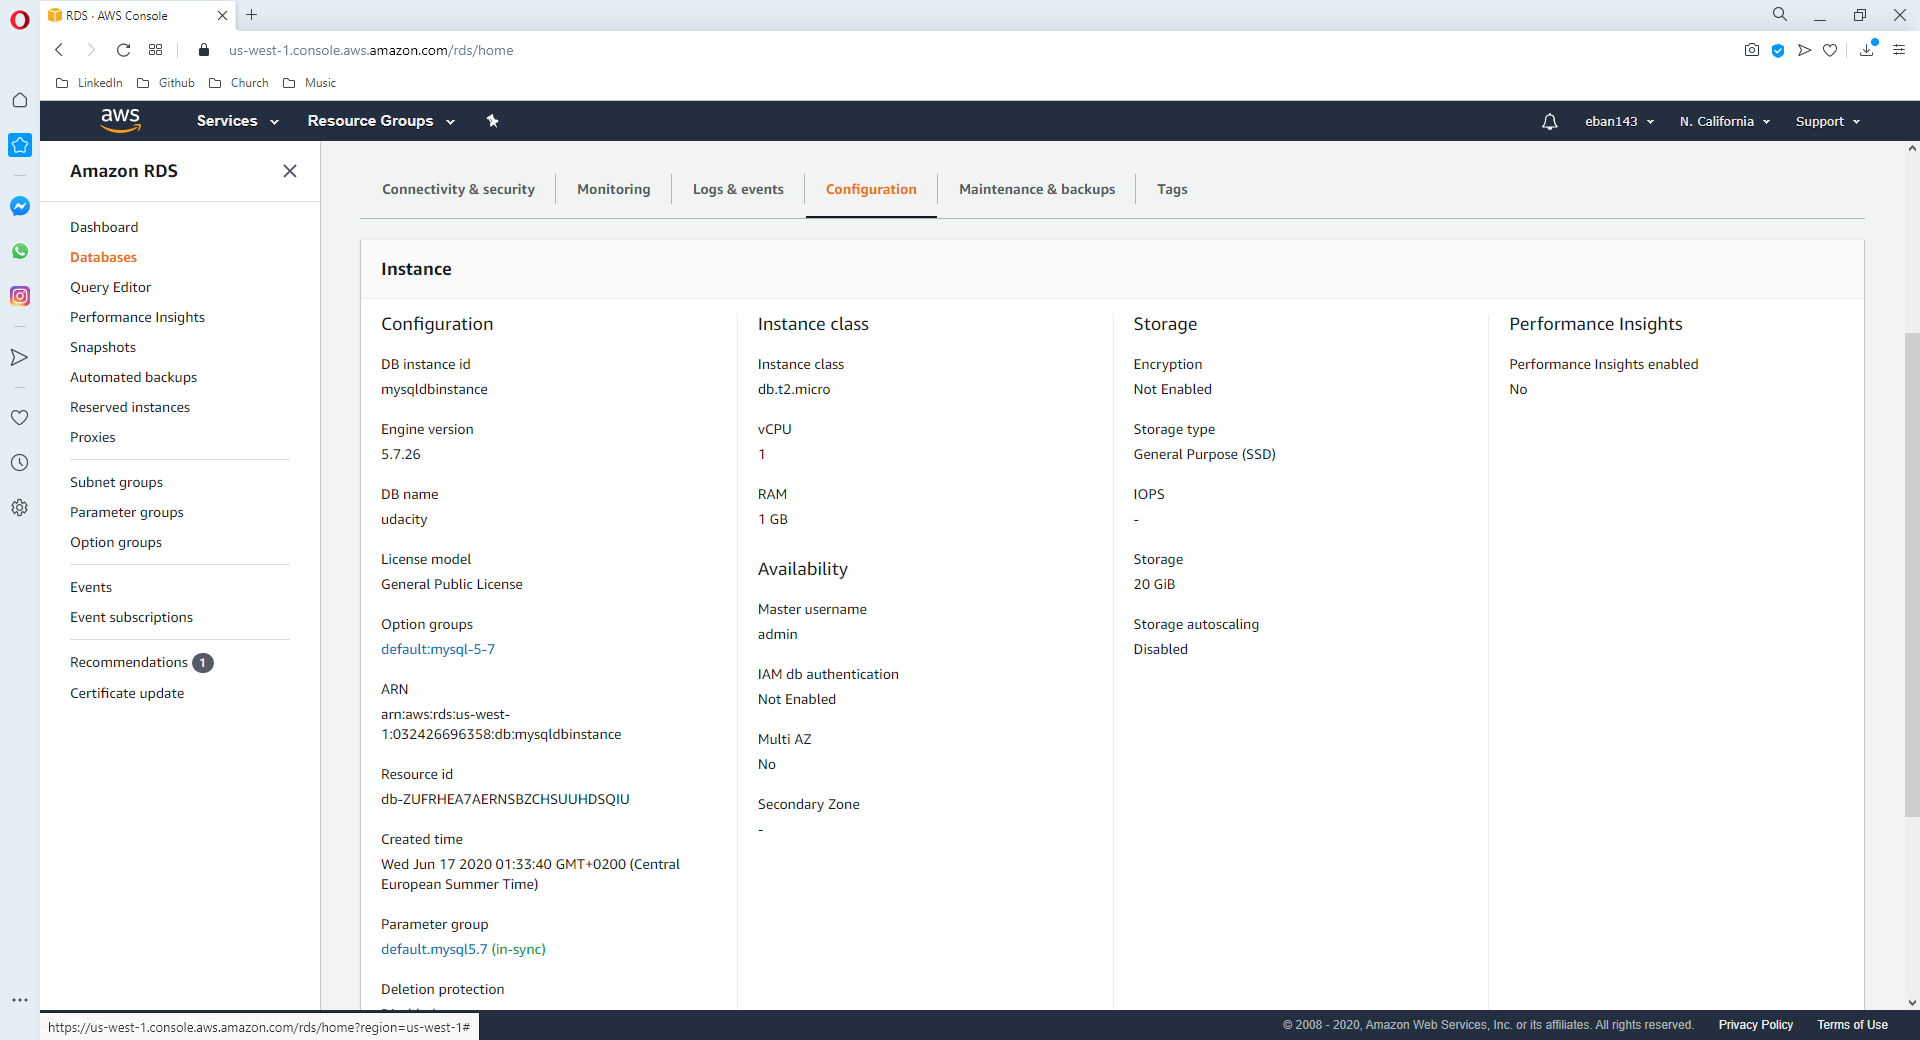 RDS · AWS Console
us-west-1.console.aws.amazon.com/rds/home
LinkedIn Github Church Music
aws Services Resource Groups eban143 N. California Support
Amazon RDS
Dashboard
Databases
Query Editor
Performance Insights
Snapshots
Automated backups
Reserved instances
Proxies
Subnet groups
Parameter groups
Option groups
Events
Event subscriptions
Recommendations 1
Certificate update
Connectivity & security Monitoring Logs & events Configuration Maintenance & backups Tags
Instance
Configuration
DB instance id
mysqldbinstance
Engine version
5.7.26
DB name
udacity
License model
General Public License
Option groups
default:mysql-5-7
ARN
arn:aws:rds:us-west-
1:032426696358:db:mysqldbinstance
Resource id
db-ZUFRHEA7AERNSBZCHSUUHDSQIU
Created time
Wed Jun 17 2020 01:33:40 GMT+0200 (Central
European Summer Time)
Parameter group
default.mysql5.7 (in-sync)
Deletion protection
Instance class
Instance class
db.t2.micro
vCPU
1
RAM
1 GB
Availability
Master username
admin
IAM db authentication
Not Enabled
Multi AZ
No
Secondary Zone
-
Storage
Encryption
Not Enabled
Storage type
General Purpose (SSD)
IOPS
-
Storage
20 GiB
Storage autoscaling
Disabled
Performance Insights
Performance Insights enabled
No
https://us-west-1.console.aws.amazon.com/rds/home?region=us-west-1#
© 2008 - 2020, Amazon Web Services, Inc. or its affiliates. All rights reserved. Privacy Policy Terms of Use